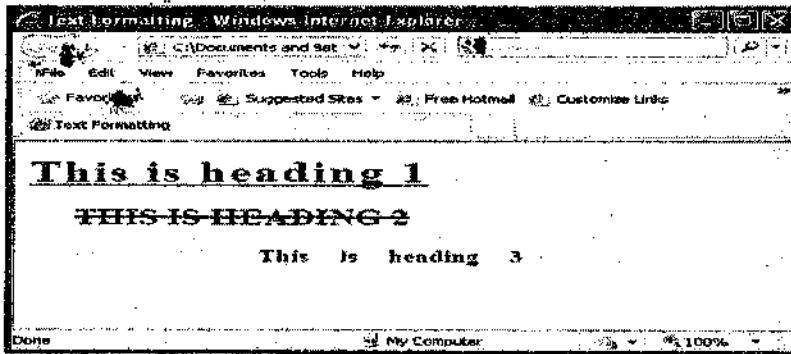 Text Formatting - Windows Internet Explorer
C:\Documents and Set
File Edit View Favorites Tools Help
Favorites Suggested Sites Free Hotmail Customize Links
Text Formatting
This is heading 1
THIS IS HEADING 2
This is heading 3
Done My Computer 100%